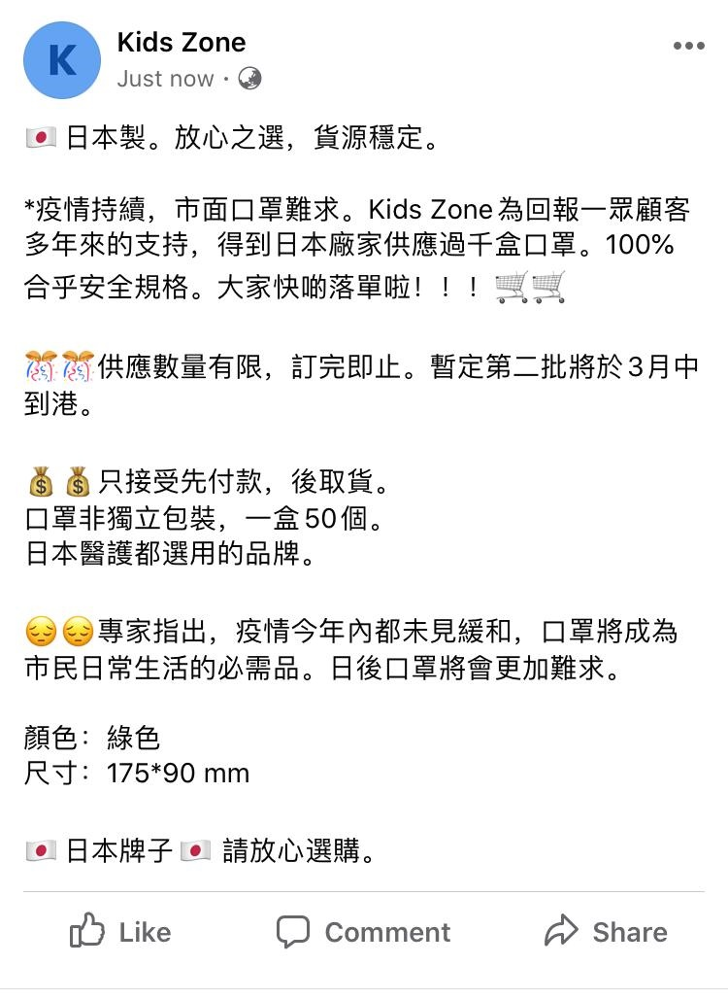 K
Kids Zone
Just now ·
🇯🇵 日本製。放心之選，貨源穩定。
*疫情持續，市面口罩難求。Kids Zone為回報一眾顧客
多年來的支持，得到日本廠家供應過千盒口罩。100%
合乎安全規格。大家快啲落單啦！！！🛒🛒
🎊🎊供應數量有限，訂完即止。暫定第二批將於3月中
到港。
💰💰只接受先付款，後取貨。
口罩非獨立包裝，一盒50個。
日本醫護都選用的品牌。
😔😔專家指出，疫情今年內都未見緩和，口罩將成為
市民日常生活的必需品。日後口罩將會更加難求。
顏色：綠色
尺寸：175*90 mm
🇯🇵 日本牌子🇯🇵 請放心選購。
Like
Comment
Share